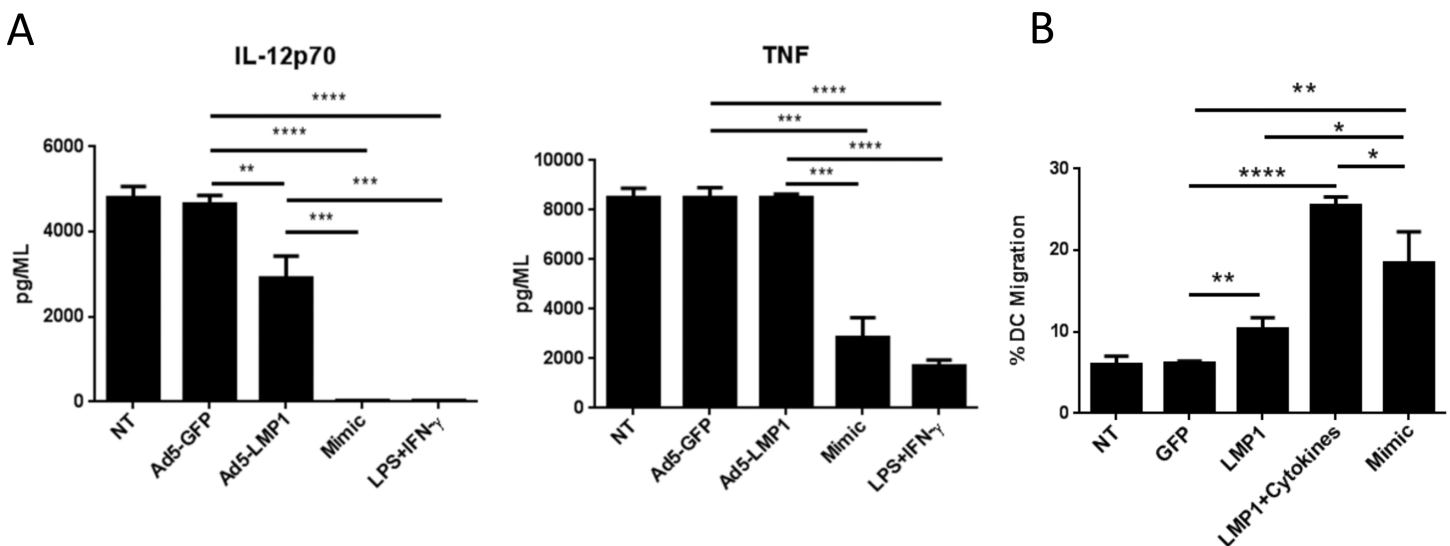 A
IL-12p70
****
****
**
***
***
6000
4000
2000
0
pg/ML
NT
Ad5-GFP
Ad5-LMP1
Mimic
LPS+IFN-γ
TNF
****
***
****
***
10000
8000
6000
4000
2000
0
pg/ML
NT
Ad5-GFP
Ad5-LMP1
Mimic
LPS+IFN-γ
B
**
*
*
****
**
30
20
10
0
% DC Migration
NT
GFP
LMP1
LMP1+Cytokines
Mimic